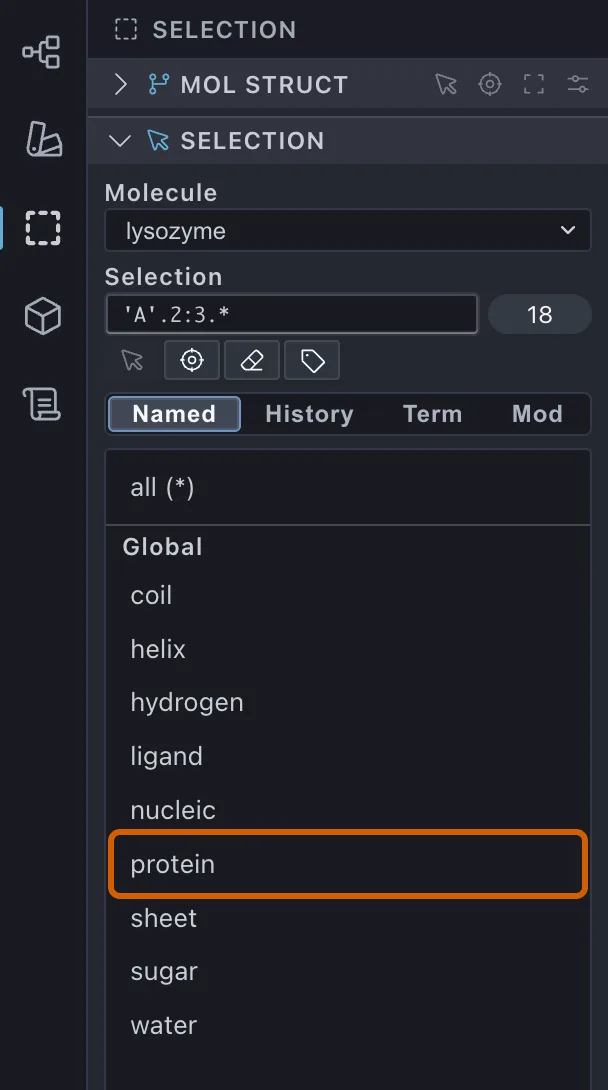 SELECTION
MOL STRUCT
SELECTION
Molecule
lysozyme
Selection
'A'.2:3.*
18
Named History Term Mod
all (*)
Global
coil
helix
hydrogen
ligand
nucleic
protein
sheet
sugar
water